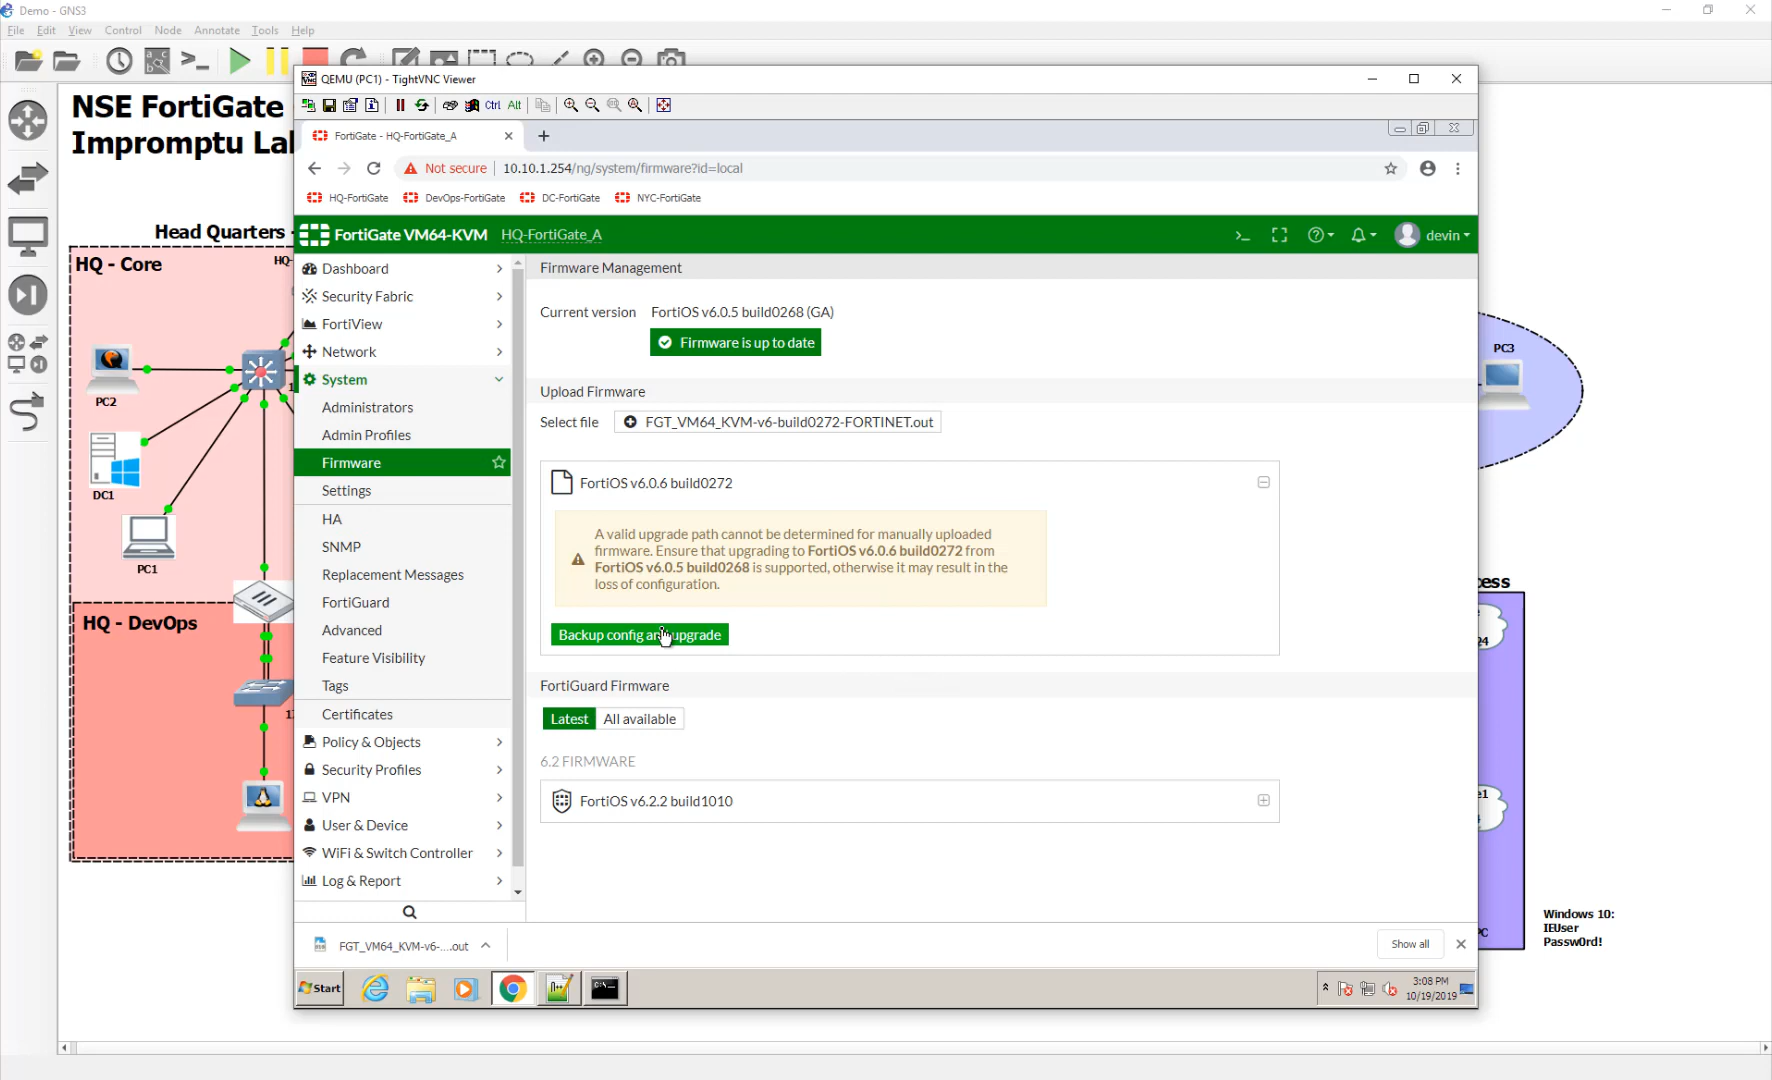 Demo - GNS3
File Edit View Control Node Annotate Tools Help
NSE FortiGate
Impromptu
Head Quarters -
HQ - Core
HQ-
PC2
DC1
PC1
HQ - DevOps
PC3
24
Windows 10:
IEUser
Passw0rd!
QEMU (PC1) - TightVNC Viewer
Ctrl Alt
FortiGate - HQ-FortiGate_A
Not secure 10.10.1.254/ng/system/firmware?id=local
HQ-FortiGate DevOps-FortiGate DC-FortiGate NYC-FortiGate
FortiGate VM64-KVM HQ-FortiGate_A
devin
Dashboard
Security Fabric
FortiView
Network
System
Administrators
Admin Profiles
Firmware
Settings
HA
SNMP
Replacement Messages
FortiGuard
Advanced
Feature Visibility
Tags
Certificates
Policy & Objects
Security Profiles
VPN
User & Device
WiFi & Switch Controller
Log & Report
Firmware Management
Current version FortiOS v6.0.5 build0268 (GA)
Firmware is up to date
Upload Firmware
Select file FGT_VM64_KVM-v6-build0272-FORTINET.out
FortiOS v6.0.6 build0272
A valid upgrade path cannot be determined for manually uploaded
firmware. Ensure that upgrading to FortiOS v6.0.6 build0272 from
FortiOS v6.0.5 build0268 is supported, otherwise it may result in the
loss of configuration.
Backup config and upgrade
FortiGuard Firmware
Latest All available
6.2 FIRMWARE
FortiOS v6.2.2 build1010
FGT_VM64_KVM-v6-....out
Show all
Start
3:08 PM
10/19/2019